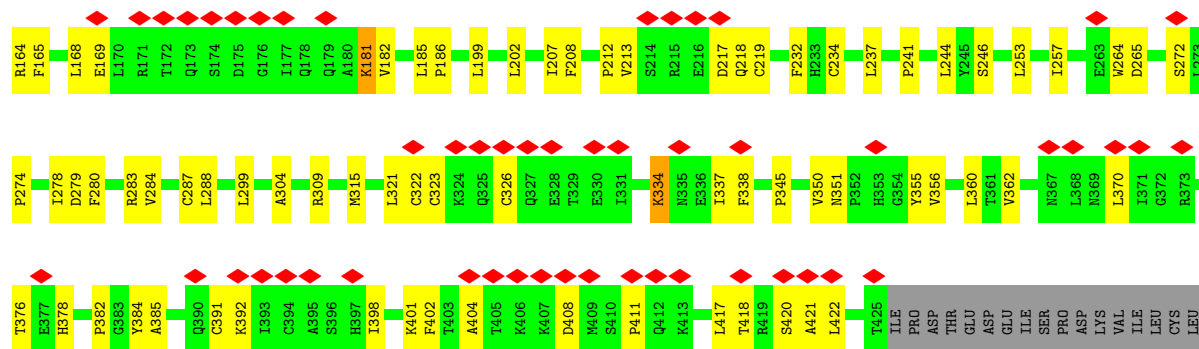 R164 F165 L168 E169 L170 R171 T172 Q173 S174 D175 G176 I177 Q178 Q179 A180 K181 V182 L185 P186 L199 L202 I207 F208 P212 V213 S214 R215 E216 D217 Q218 C219 F232 H233 C234 L237 P241 L244 Y245 S246 L253 I257 E263 W264 D265 S272 L273
P274 I278 D279 F280 R283 V284 C287 L288 L299 A304 R309 M315 L321 C322 C323 K324 Q325 C326 Q327 E328 T329 E330 I331 K334 N335 E336 I337 F338 P345 V350 N351 P352 H353 G354 Y355 V356 L360 T361 V362 N367 L368 N369 L370 I371 G372 R373
T376 E377 H378 P382 G383 Y384 A385 Q390 C391 K392 I393 C394 A395 S396 H397 I398 K401 F402 T403 A404 T405 K406 K407 D408 M409 S410 P411 Q412 K413 L417 T418 R419 S420 A421 L422 T425 ILE PRO ASP THR GLU ASP GLU ILE SER PRO ASP LYS VAL ILE LEU CYS LEU